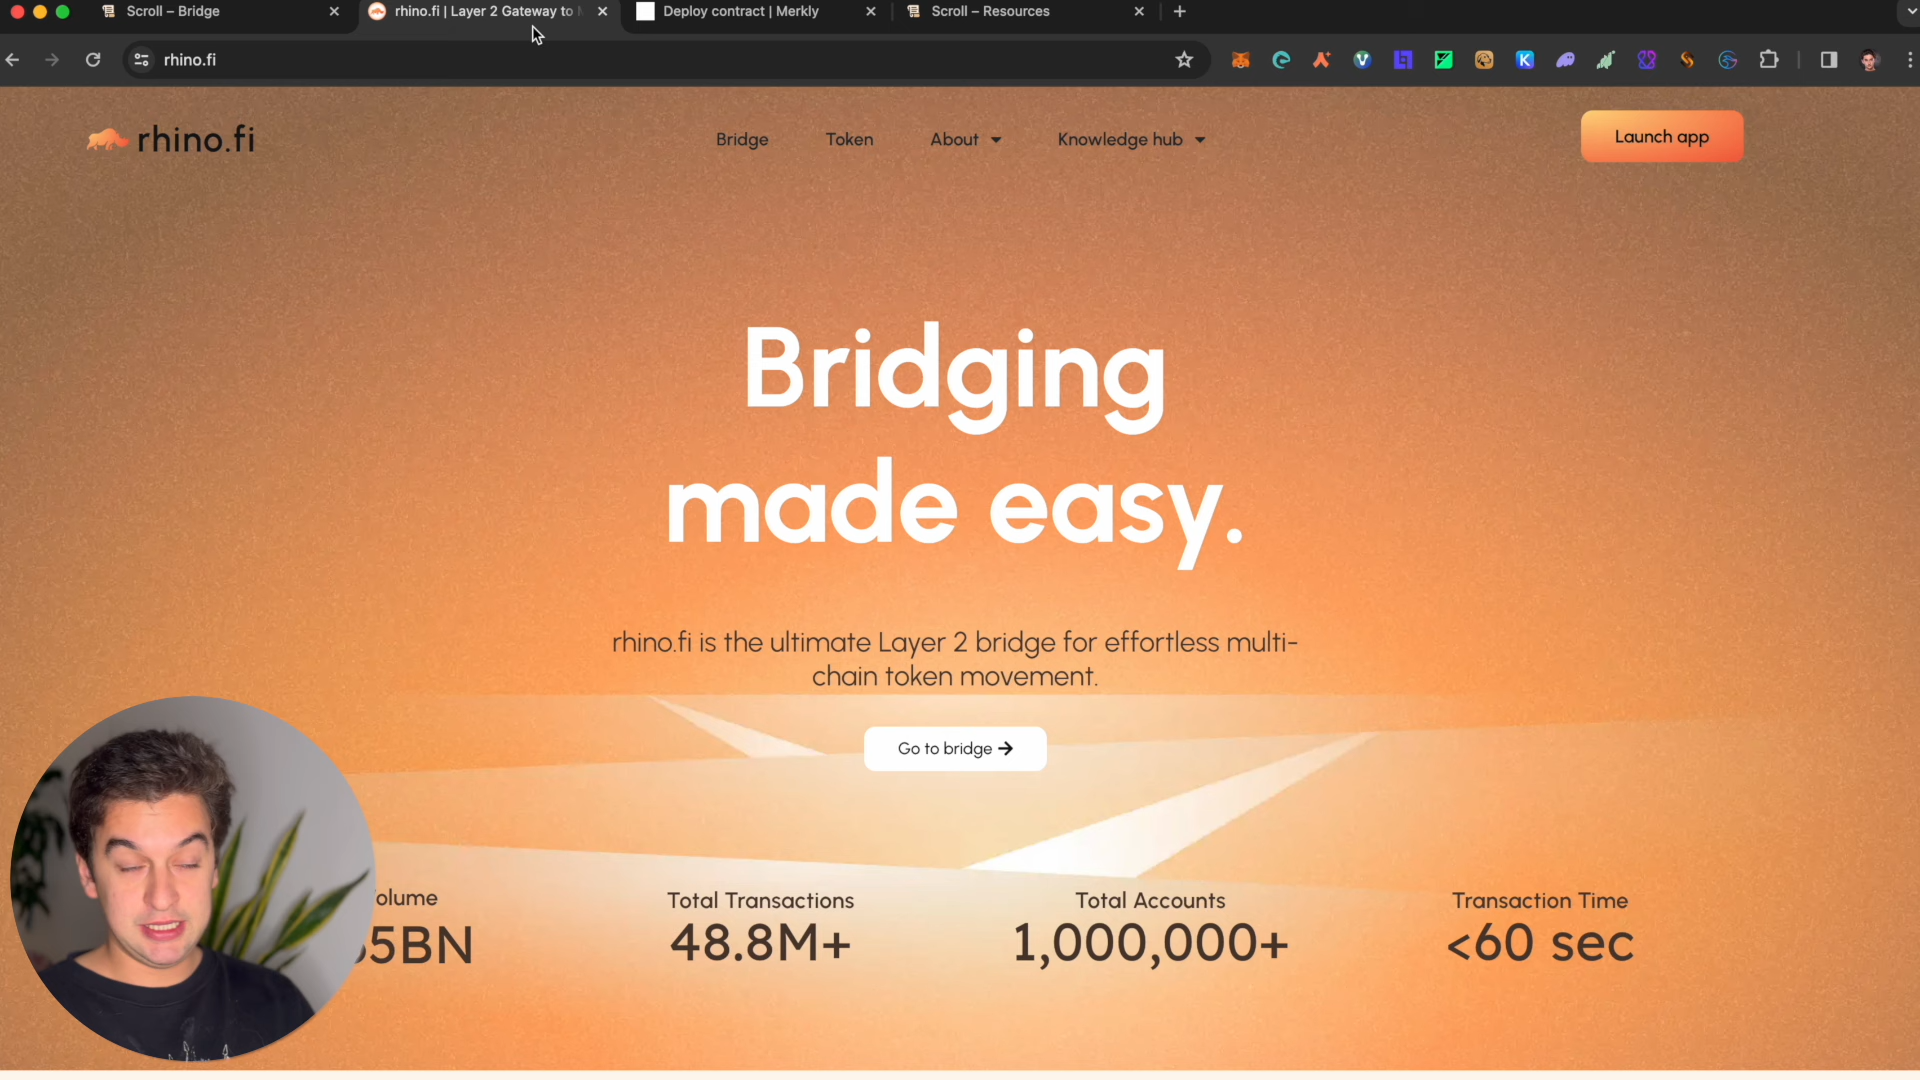 Scroll – Bridge
rhino.fi | Layer 2 Gateway to
Deploy contract | Merkly
Scroll – Resources
rhino.fi
rhino.fi
Bridge
Token
About
Knowledge hub
Launch app
Bridging
made easy.
rhino.fi is the ultimate Layer 2 bridge for effortless multi-
chain token movement.
Go to bridge →
olume
5BN
Total Transactions
48.8M+
Total Accounts
1,000,000+
Transaction Time
<60 sec